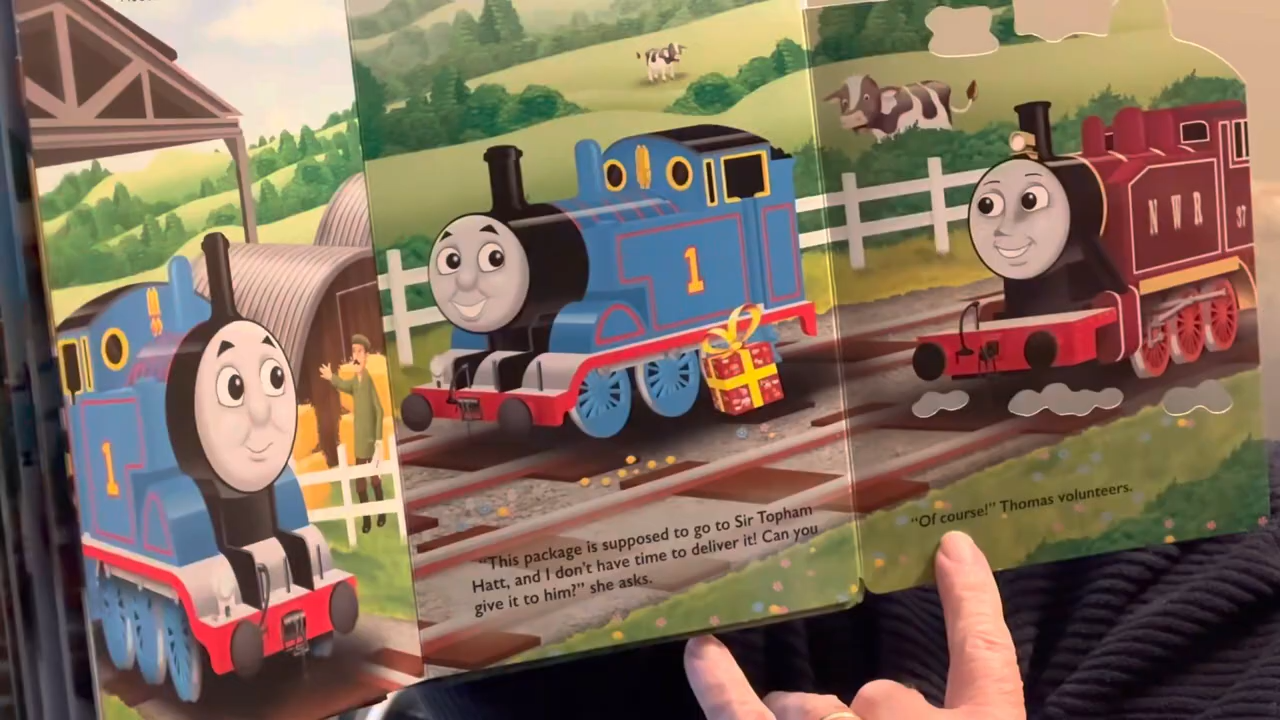 1
1
N W R
37
"This package is supposed to go to Sir Topham
Hatt, and I don't have time to deliver it! Can you
give it to him?" she asks.
"Of course!" Thomas volunteers.